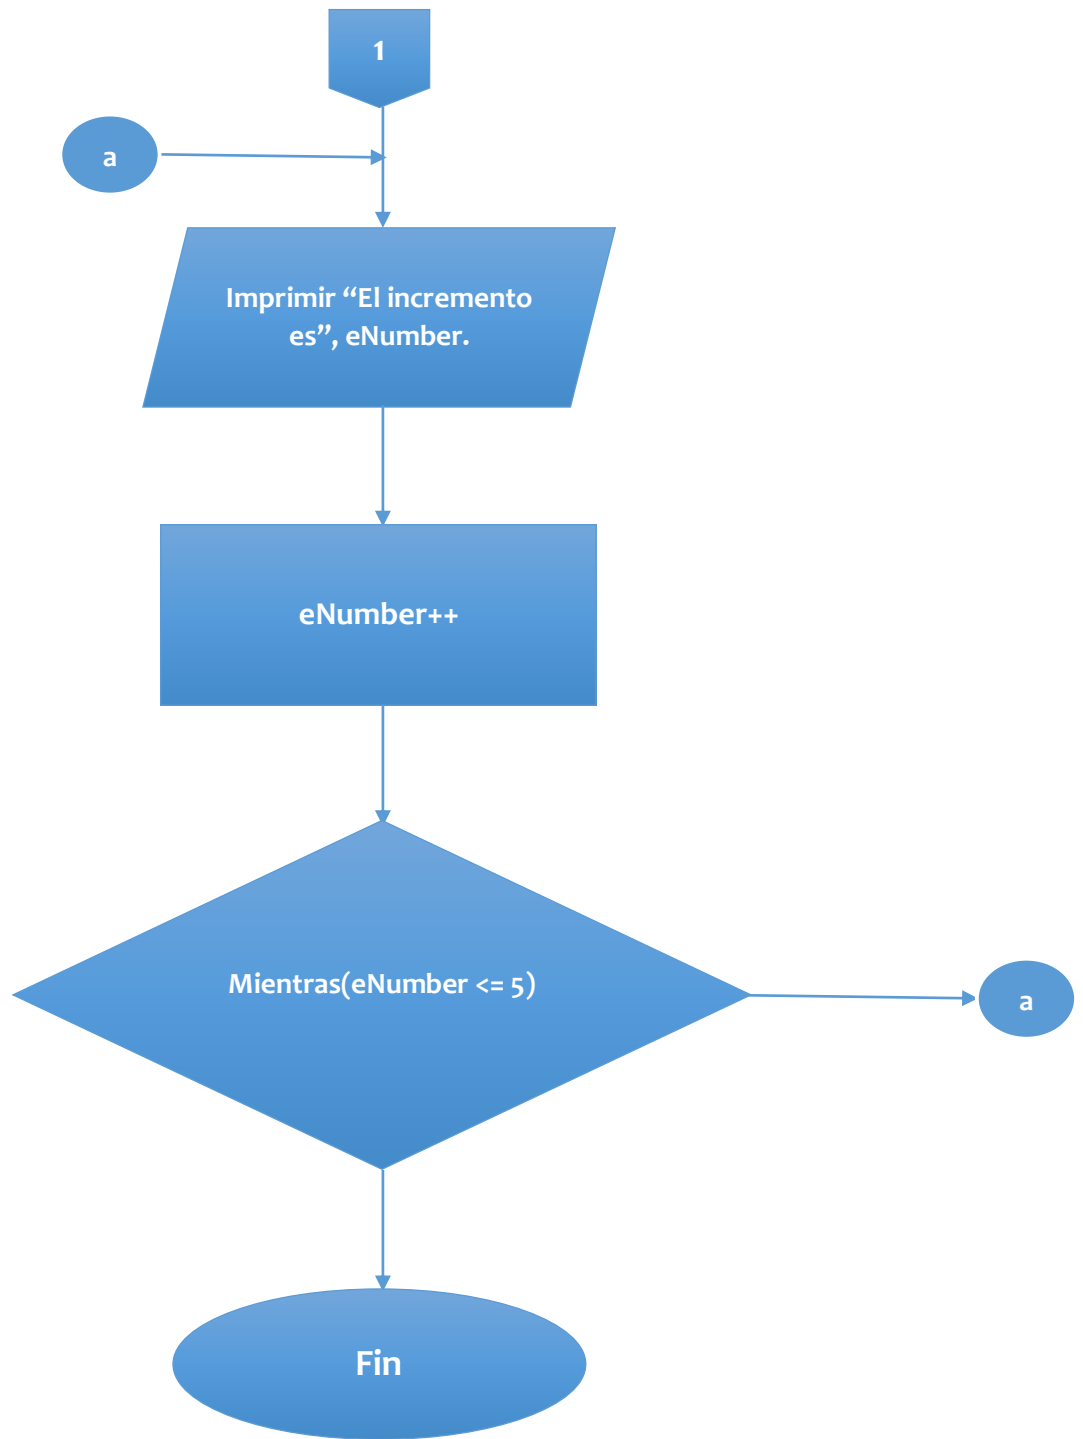 1
a
Imprimir “El incremento
es”, eNumber.
eNumber++
Mientras(eNumber <= 5)
a
Fin